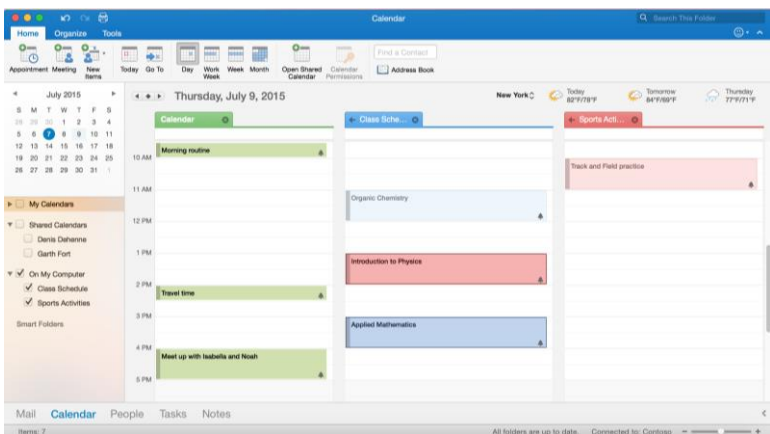 Calendar
Search This Folder
Home Organize Tools
Appointment Meeting New Items
Today Go To
Day Work Week Week Month
Open Shared Calendar
Calendar Permissions
Find a Contact
Address Book
July 2015
S M T W T F S
28 29 30 1 2 3 4
5 6 7 8 9 10 11
12 13 14 15 16 17 18
19 20 21 22 23 24 25
26 27 28 29 30 31 1
My Calendars
Shared Calendars
Denis Dehenne
Garth Fort
On My Computer
Class Schedule
Sports Activities
Smart Folders
Thursday, July 9, 2015
New York
Today
82°F/78°F
Tomorrow
84°F/69°F
Thursday
77°F/71°F
Calendar
Class Sche...
Sports Acti...
Morning routine
10 AM
Track and Field practice
11 AM
Organic Chemistry
12 PM
1 PM
Introduction to Physics
2 PM
Travel time
3 PM
Applied Mathematics
4 PM
Meet up with Isabella and Noah
5 PM
Mail Calendar People Tasks Notes
Items: 7
All folders are up to date.
Connected to: Contoso